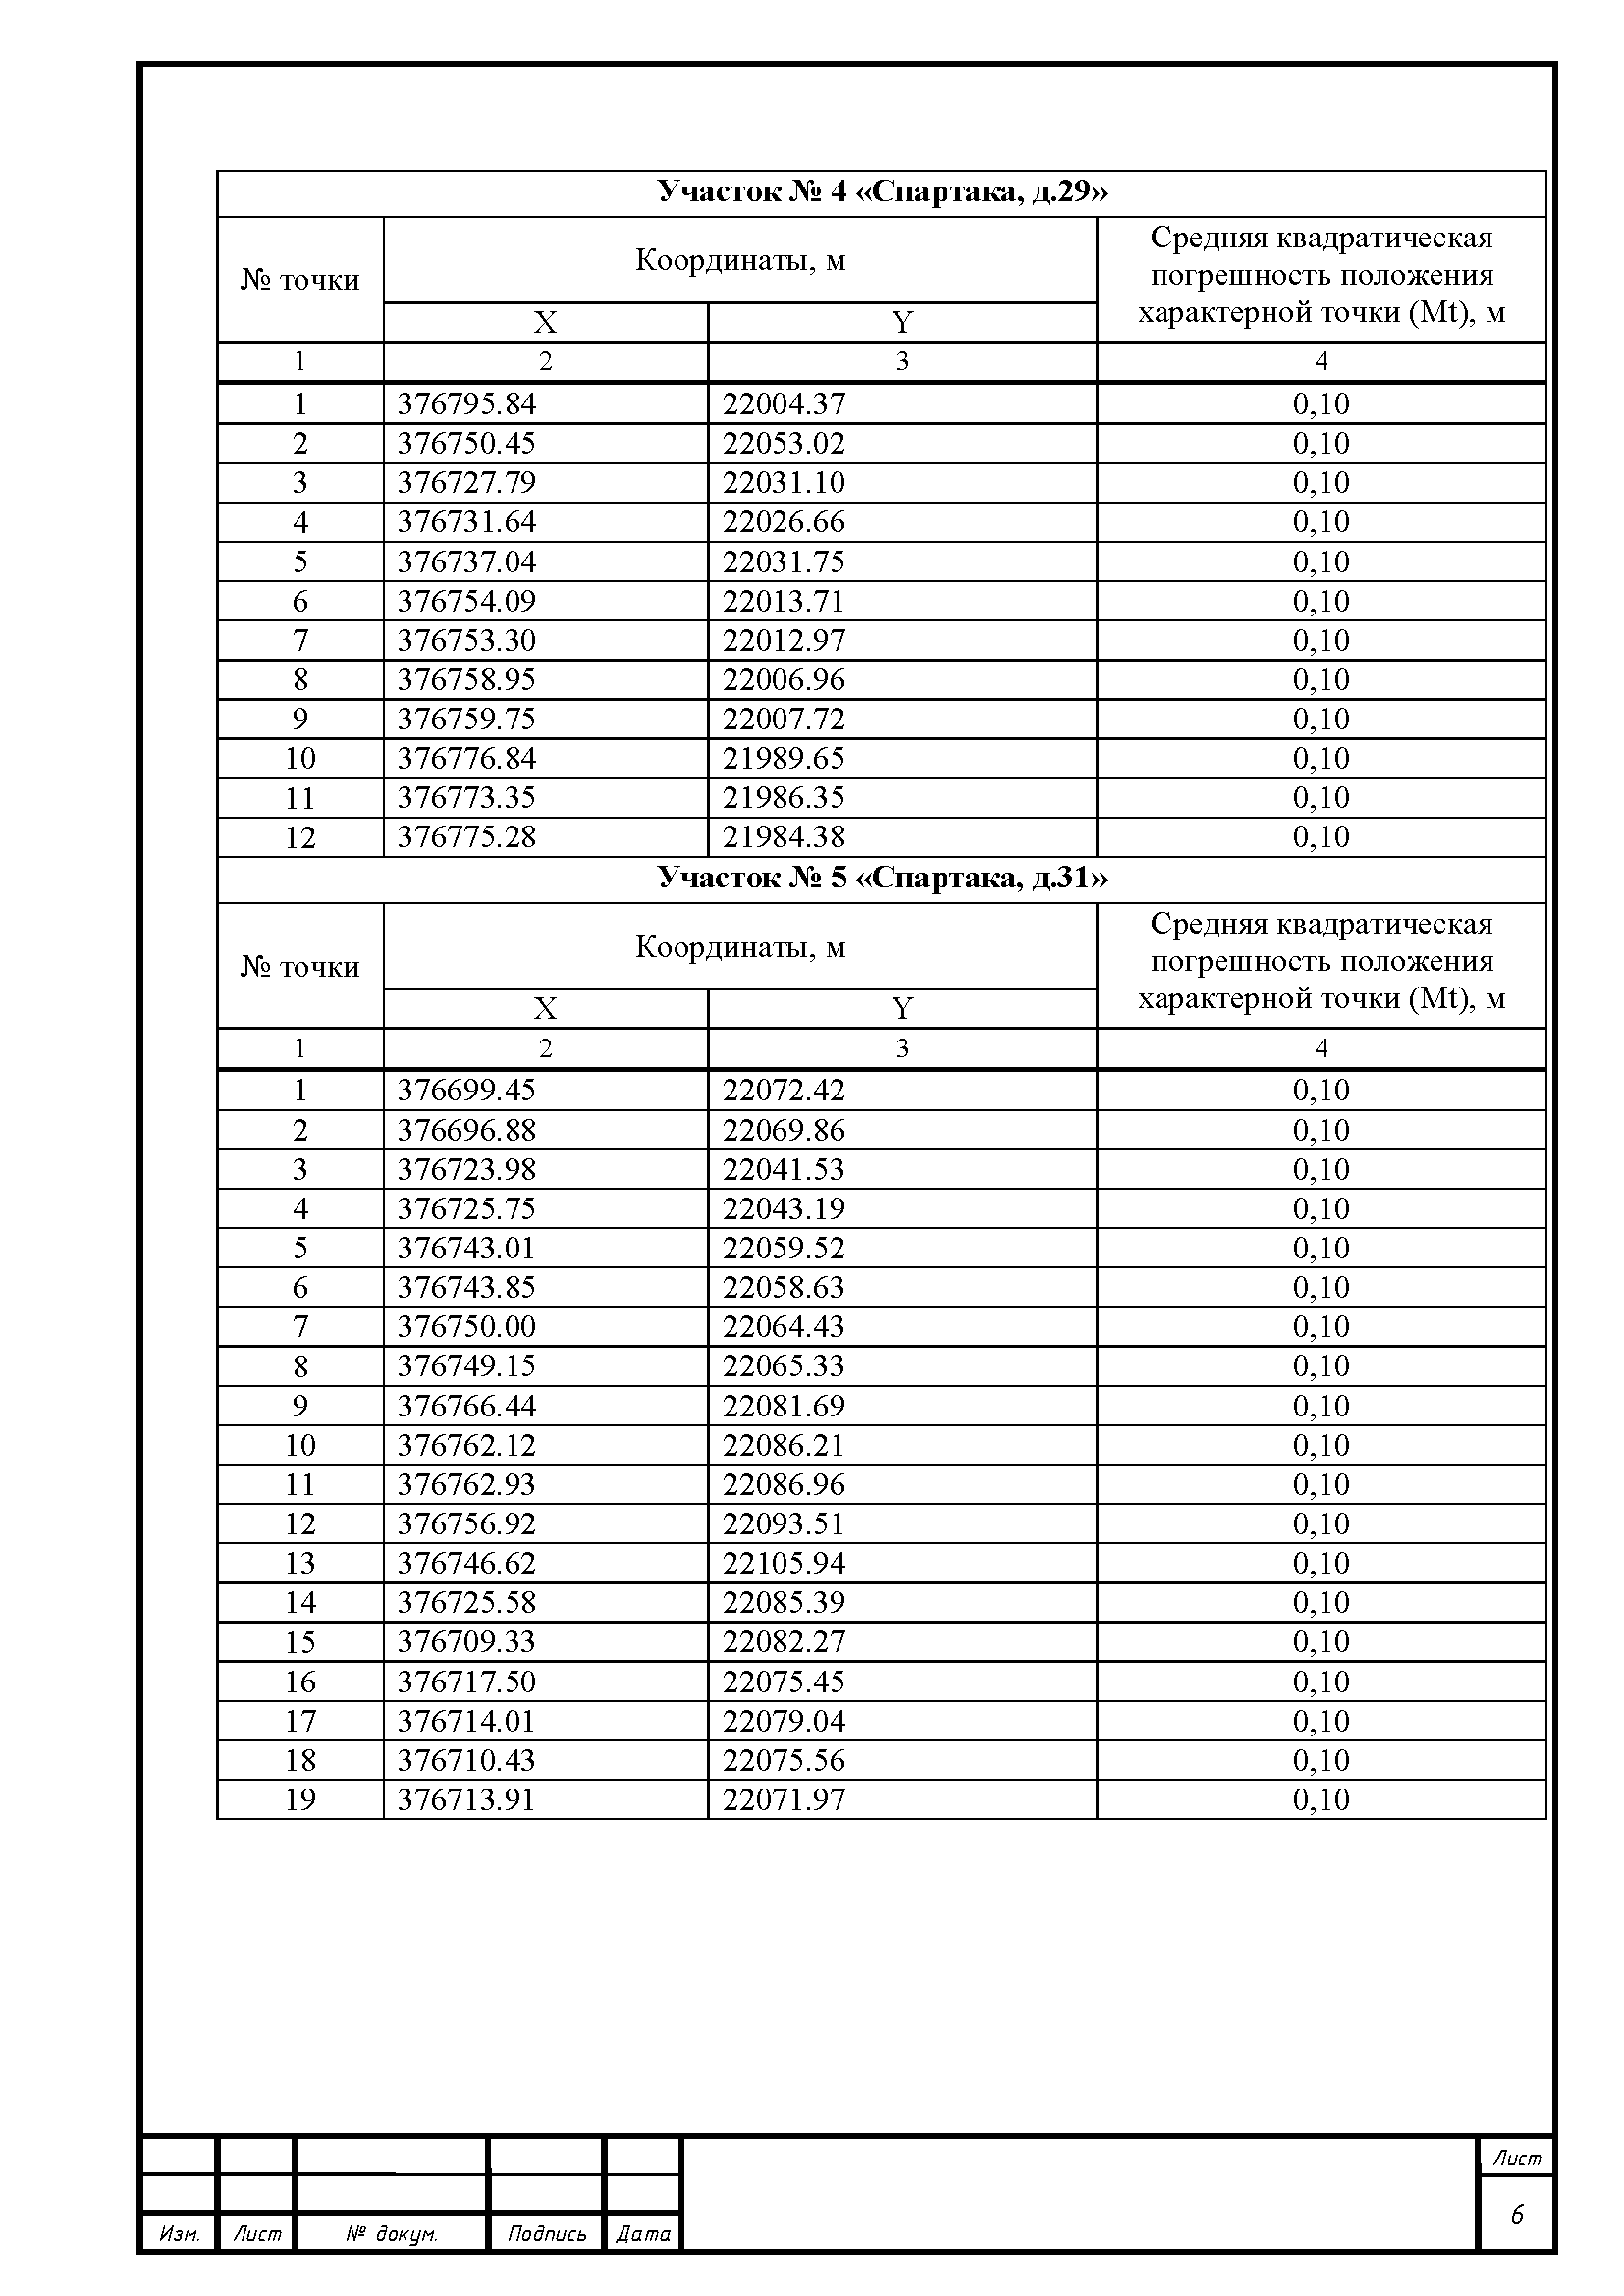 Участок № 4 «Спартака, д.29»
№ точки
Координаты, м
Средняя квадратическая
погрешность положения
характерной точки (Mt), м
X Y
1 2 3 4
1 376795.84 22004.37 0,10
2 376750.45 22053.02 0,10
3 376727.79 22031.10 0,10
4 376731.64 22026.66 0,10
5 376737.04 22031.75 0,10
6 376754.09 22013.71 0,10
7 376753.30 22012.97 0,10
8 376758.95 22006.96 0,10
9 376759.75 22007.72 0,10
10 376776.84 21989.65 0,10
11 376773.35 21986.35 0,10
12 376775.28 21984.38 0,10
Участок № 5 «Спартака, д.31»
№ точки
Координаты, м
Средняя квадратическая
погрешность положения
характерной точки (Mt), м
X Y
1 2 3 4
1 376699.45 22072.42 0,10
2 376696.88 22069.86 0,10
3 376723.98 22041.53 0,10
4 376725.75 22043.19 0,10
5 376743.01 22059.52 0,10
6 376743.85 22058.63 0,10
7 376750.00 22064.43 0,10
8 376749.15 22065.33 0,10
9 376766.44 22081.69 0,10
10 376762.12 22086.21 0,10
11 376762.93 22086.96 0,10
12 376756.92 22093.51 0,10
13 376746.62 22105.94 0,10
14 376725.58 22085.39 0,10
15 376709.33 22082.27 0,10
16 376717.50 22075.45 0,10
17 376714.01 22079.04 0,10
18 376710.43 22075.56 0,10
19 376713.91 22071.97 0,10
Лист
6
Изм. Лист № докум. Подпись Дата